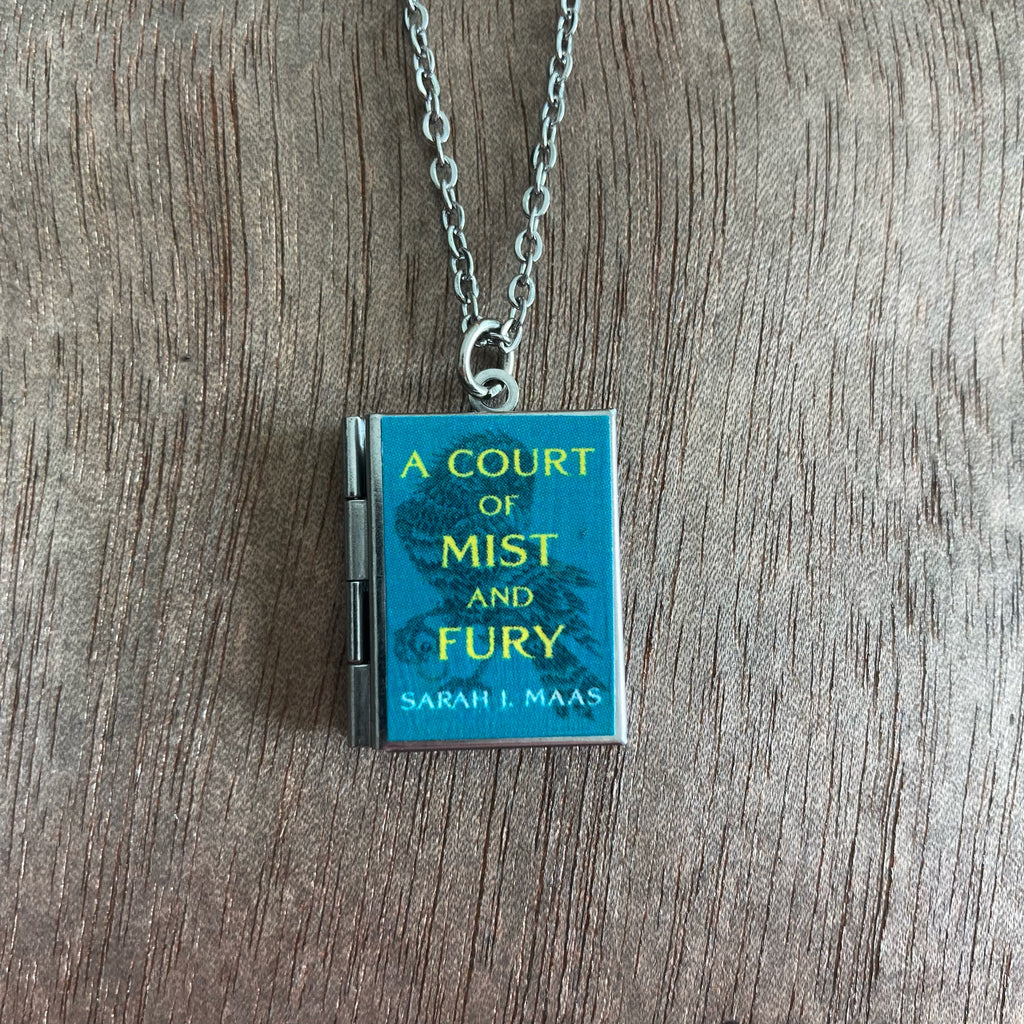 A COURT
OF
MIST
AND
FURY
SARAH J. MAAS